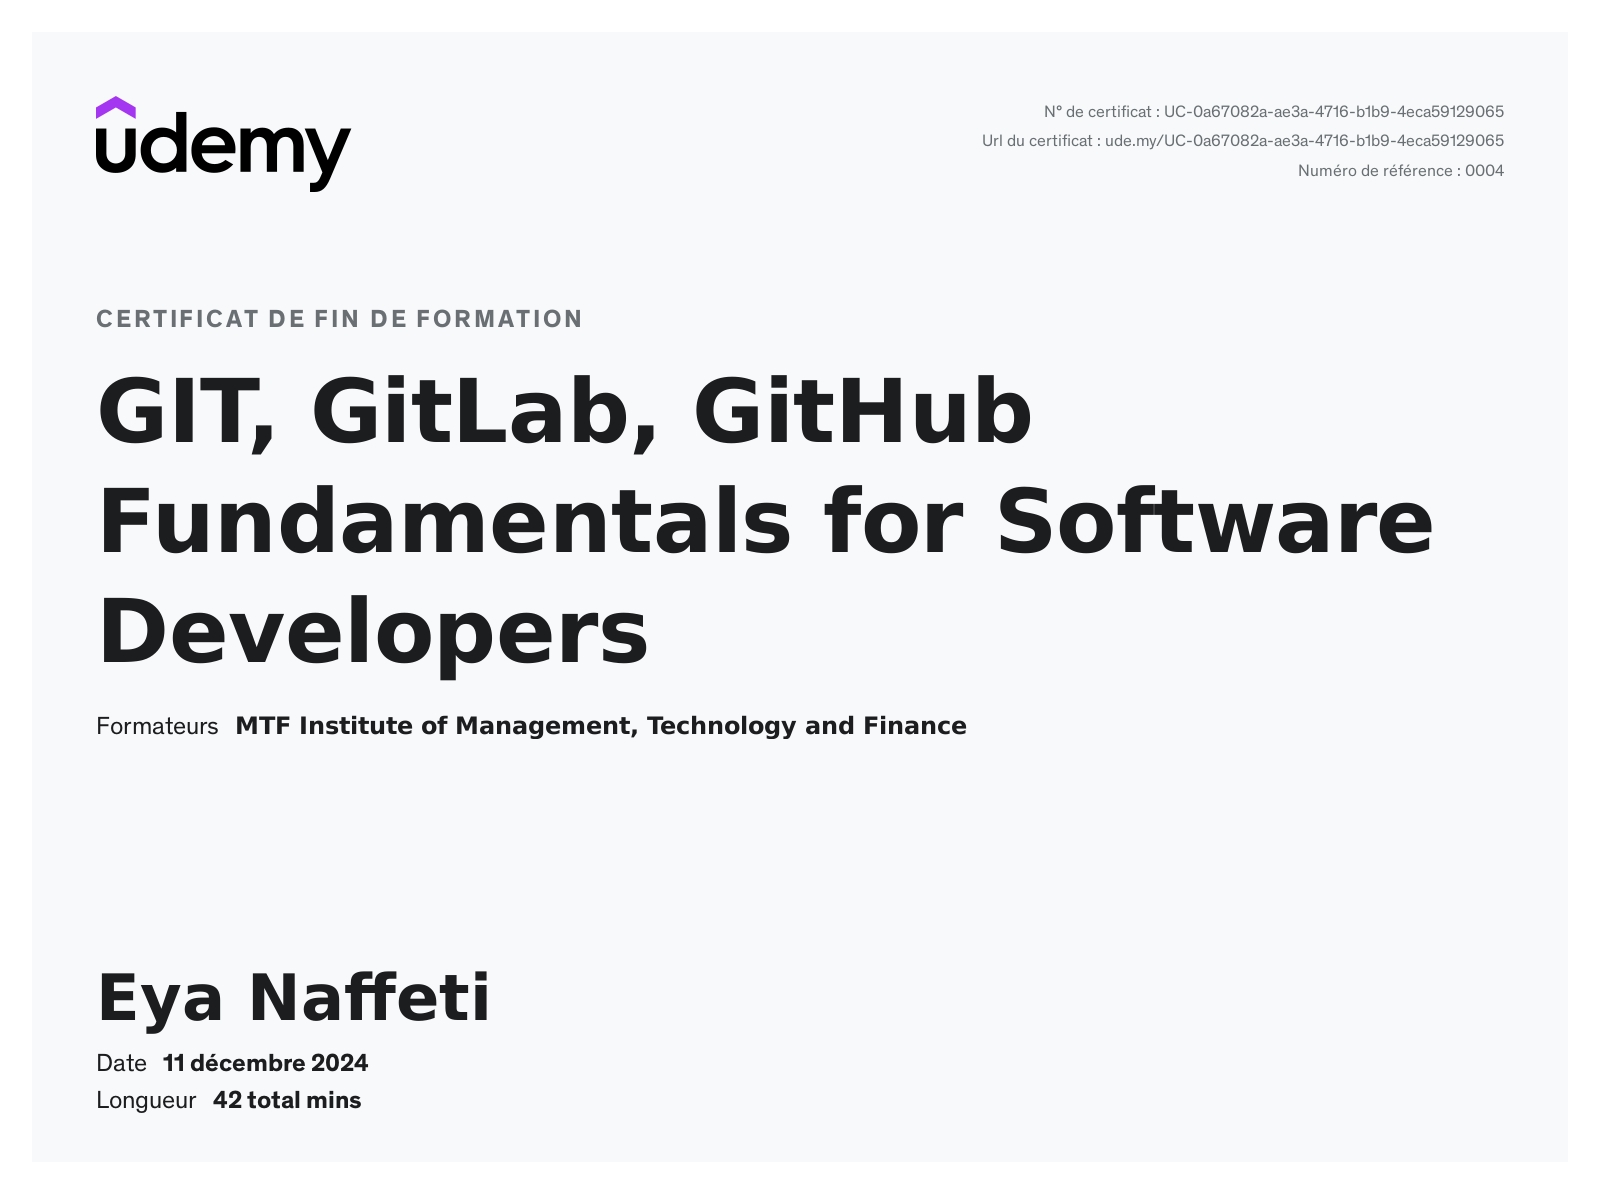 udemy
N° de certificat : UC-0a67082a-ae3a-4716-b1b9-4eca59129065
Url du certificat : ude.my/UC-0a67082a-ae3a-4716-b1b9-4eca59129065
Numéro de référence : 0004
CERTIFICAT DE FIN DE FORMATION
GIT, GitLab, GitHub
Fundamentals for Software
Developers
Formateurs MTF Institute of Management, Technology and Finance
Eya Naffeti
Date 11 décembre 2024
Longueur 42 total mins